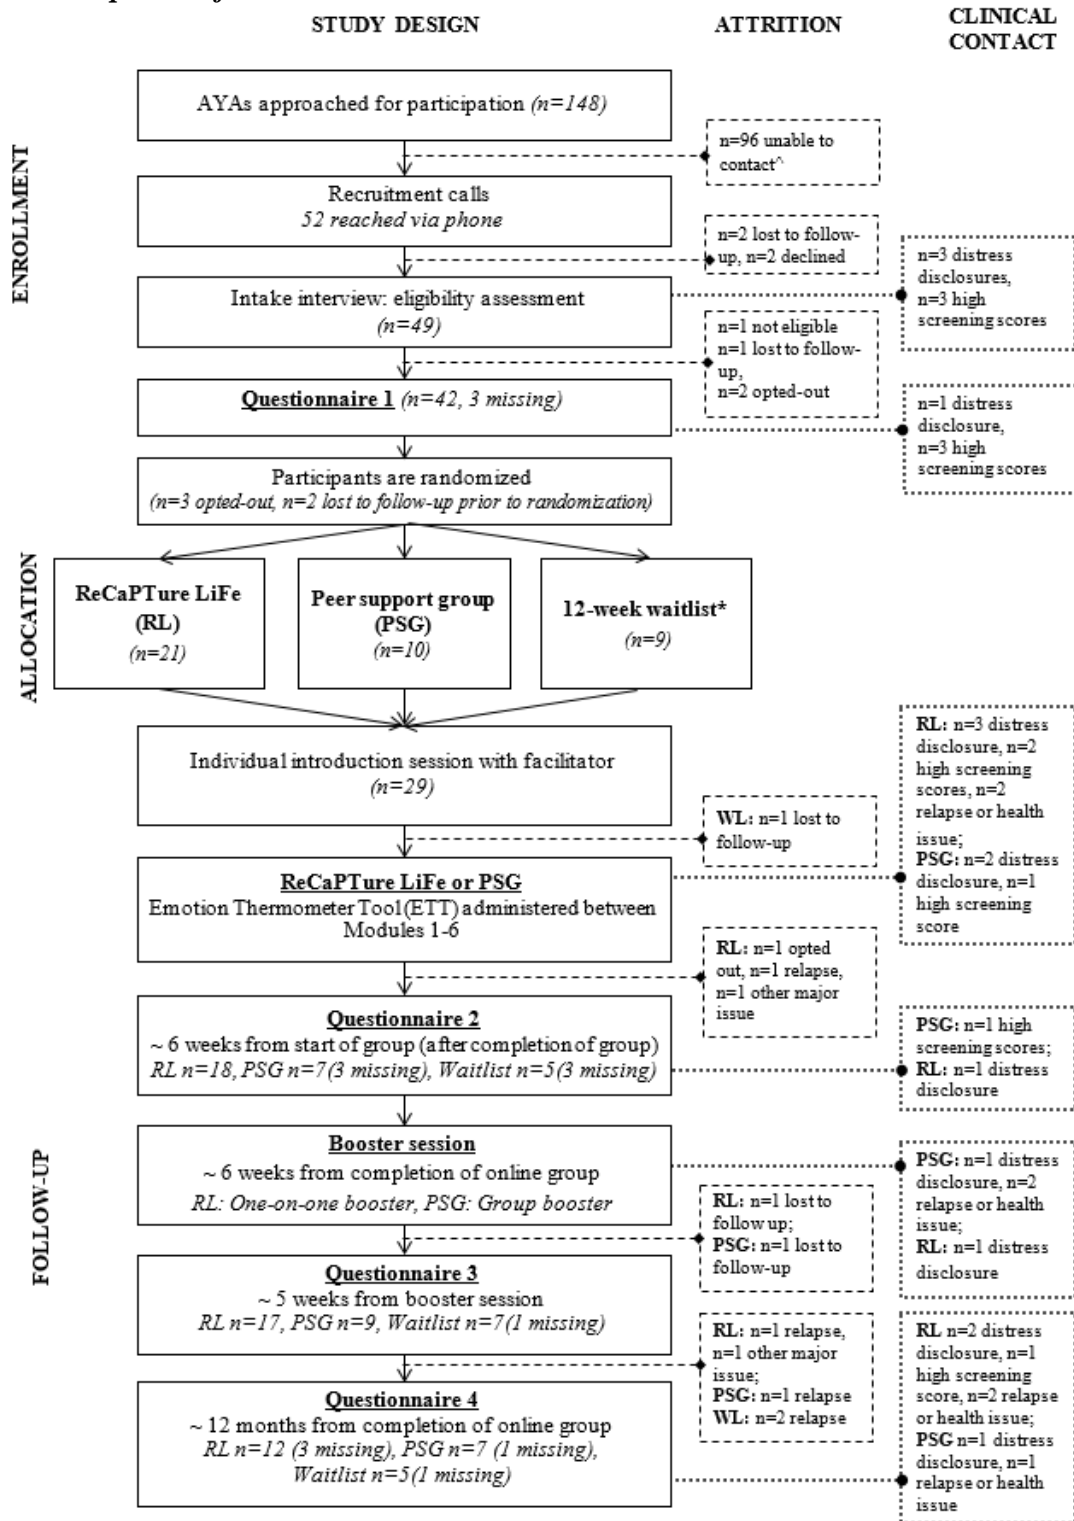 STUDY DESIGN
ATTRITION
CLINICAL
CONTACT
ENROLLMENT
AYAs approached for participation (n=148)
n=96 unable to
contact^
Recruitment calls
52 reached via phone
n=2 lost to follow-
up, n=2 declined
Intake interview: eligibility assessment
(n=49)
n=3 distress
disclosures,
n=3 high
screening scores
n=1 not eligible
n=1 lost to follow-
up,
n=2 opted-out
Questionnaire 1 (n=42, 3 missing)
n=1 distress
disclosure,
n=3 high
screening scores
Participants are randomized
(n=3 opted-out, n=2 lost to follow-up prior to randomization)
ALLOCATION
ReCaPTure LiFe
(RL)
(n=21)
Peer support group
(PSG)
(n=10)
12-week waitlist*
(n=9)
Individual introduction session with facilitator
(n=29)
WL: n=1 lost to
follow-up
RL: n=3 distress
disclosure, n=2
high screening
scores, n=2
relapse or health
issue;
PSG: n=2 distress
disclosure, n=1
high screening
score
ReCaPTure LiFe or PSG
Emotion Thermometer Tool (ETT) administered between
Modules 1-6
RL: n=1 opted
out, n=1 relapse,
n=1 other major
issue
Questionnaire 2
~ 6 weeks from start of group (after completion of group)
RL n=18, PSG n=7(3 missing), Waitlist n=5(3 missing)
PSG: n=1 high
screening scores;
RL: n=1 distress
disclosure
FOLLOW-UP
Booster session
~ 6 weeks from completion of online group
RL: One-on-one booster, PSG: Group booster
PSG: n=1 distress
disclosure, n=2
relapse or health
issue;
RL: n=1 distress
disclosure
RL: n=1 lost to
follow up;
PSG: n=1 lost to
follow-up
Questionnaire 3
~ 5 weeks from booster session
RL n=17, PSG n=9, Waitlist n=7(1 missing)
RL: n=1 relapse,
n=1 other major
issue;
PSG: n=1 relapse
WL: n=2 relapse
Questionnaire 4
~ 12 months from completion of online group
RL n=12 (3 missing), PSG n=7 (1 missing),
Waitlist n=5(1 missing)
RL n=2 distress
disclosure, n=1
high screening
score, n=2 relapse
or health issue;
PSG n=1 distress
disclosure, n=1
relapse or health
issue